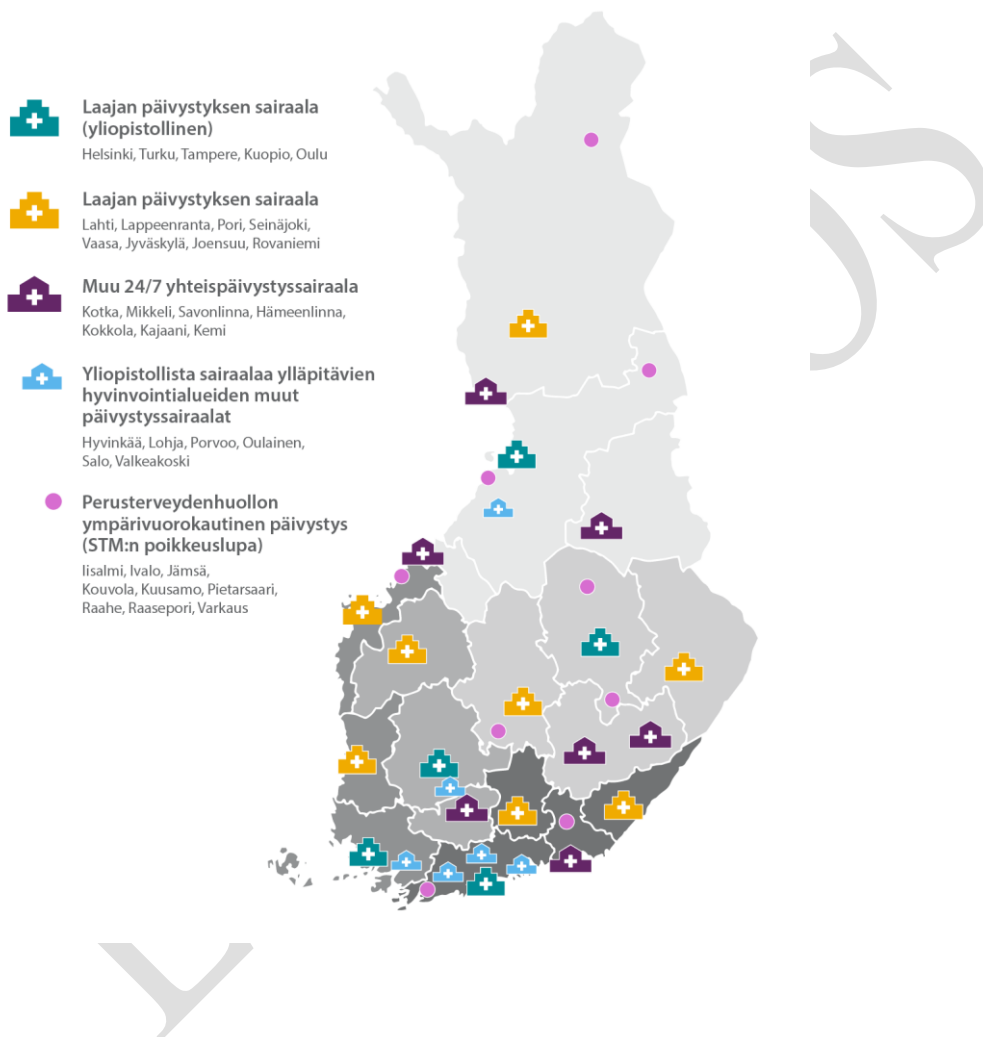 Laajan päivystyksen sairaala
(yliopistollinen)
Helsinki, Turku, Tampere, Kuopio, Oulu
Laajan päivystyksen sairaala
Lahti, Lappeenranta, Pori, Seinäjoki,
Vaasa, Jyväskylä, Joensuu, Rovaniemi
Muu 24/7 yhteispäivystyssairaala
Kotka, Mikkeli, Savonlinna, Hämeenlinna,
Kokkola, Kajaani, Kemi
Yliopistollista sairaalaa ylläpitävien
hyvinvointialueiden muut
päivystyssairaalat
Hyvinkää, Lohja, Porvoo, Oulainen,
Salo, Valkeakoski
Perusterveydenhuollon
ympärivuorokautinen päivystys
(STM:n poikkeuslupa)
Iisalmi, Ivalo, Jämsä,
Kouvola, Kuusamo, Pietarsaari,
Raahe, Raasepori, Varkaus